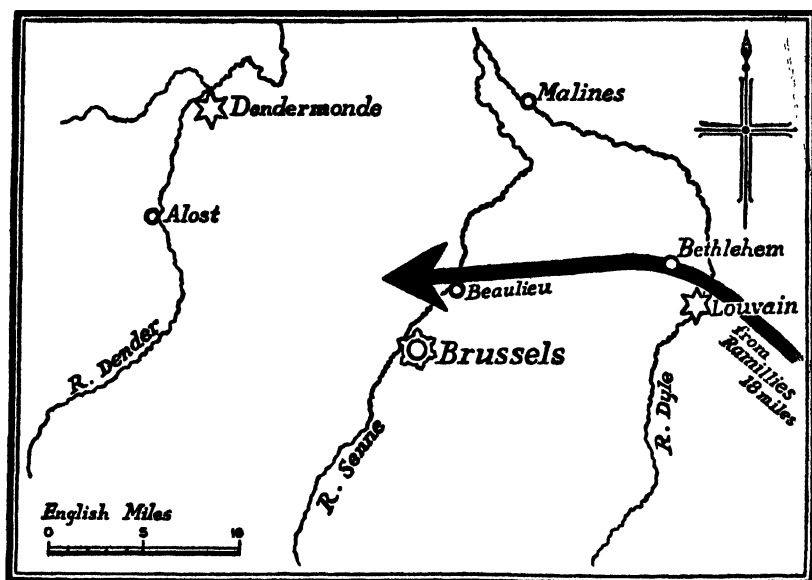 Dendermonde
Malines
Alost
Bethlehem
Beaulieu
Louvain
from
Ramillies
18 miles
Brussels
R. Dender
R. Senne
R. Dyle
English Miles
0 5 10